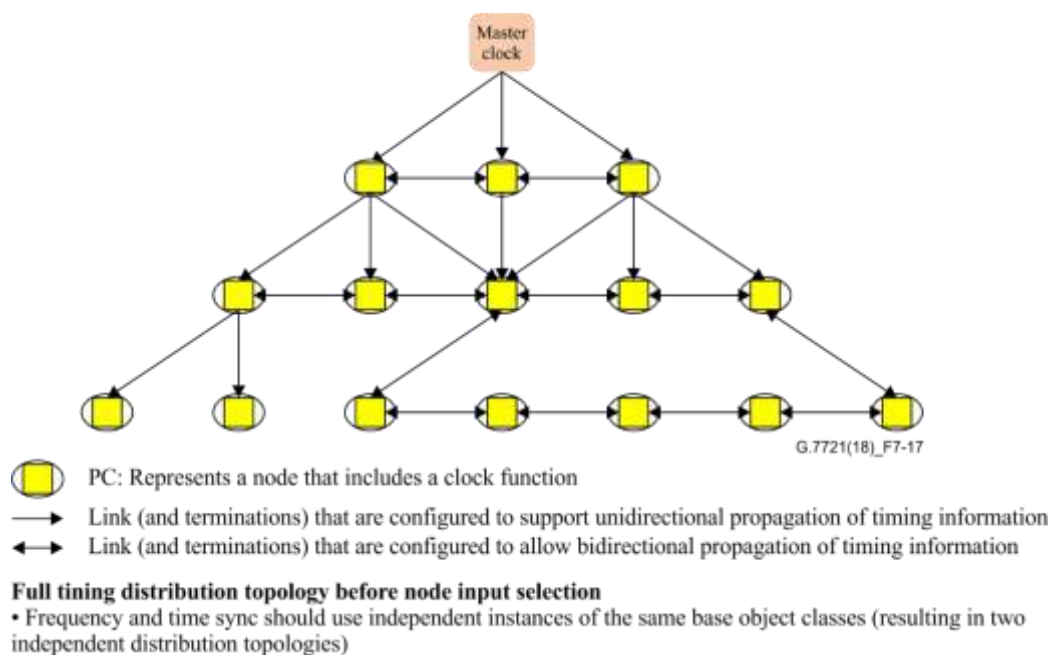 Master
clock
G.7721(18)_F7-17
PC: Represents a node that includes a clock function
Link (and terminations) that are configured to support unidirectional propagation of timing information
Link (and terminations) that are configured to allow bidirectional propagation of timing information
Full timing distribution topology before node input selection
• Frequency and time sync should use independent instances of the same base object classes (resulting in two
independent distribution topologies)